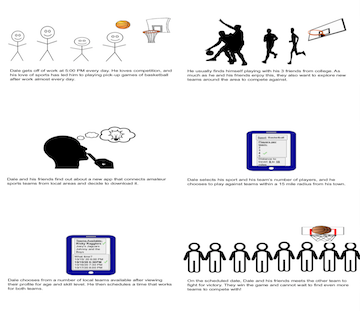 Dale gets off of work at 5:00 PM every day. He loves competition, and
his love of sports has led him to playing pick-up games of basketball
after work almost every day.
He usually finds himself playing with his 3 friends from college. As
much as he and his friends enjoy this, they also want to explore new
teams around the area to compete against.
Dale and his friends find out about a new app that connects amateur
sports teams from local areas and decide to download it.
Dale selects his sport and his team's number of players, and he
chooses to play against teams within a 15 mile radius from his town.
Teams Available
Dale chooses from a number of local teams available after viewing
their profile for age and skill level. He then schedules a time that works
for both teams.
On the scheduled date, Dale and his friends meets the other team to
fight for victory. They win the game and cannot wait to find even more
teams to compete with!